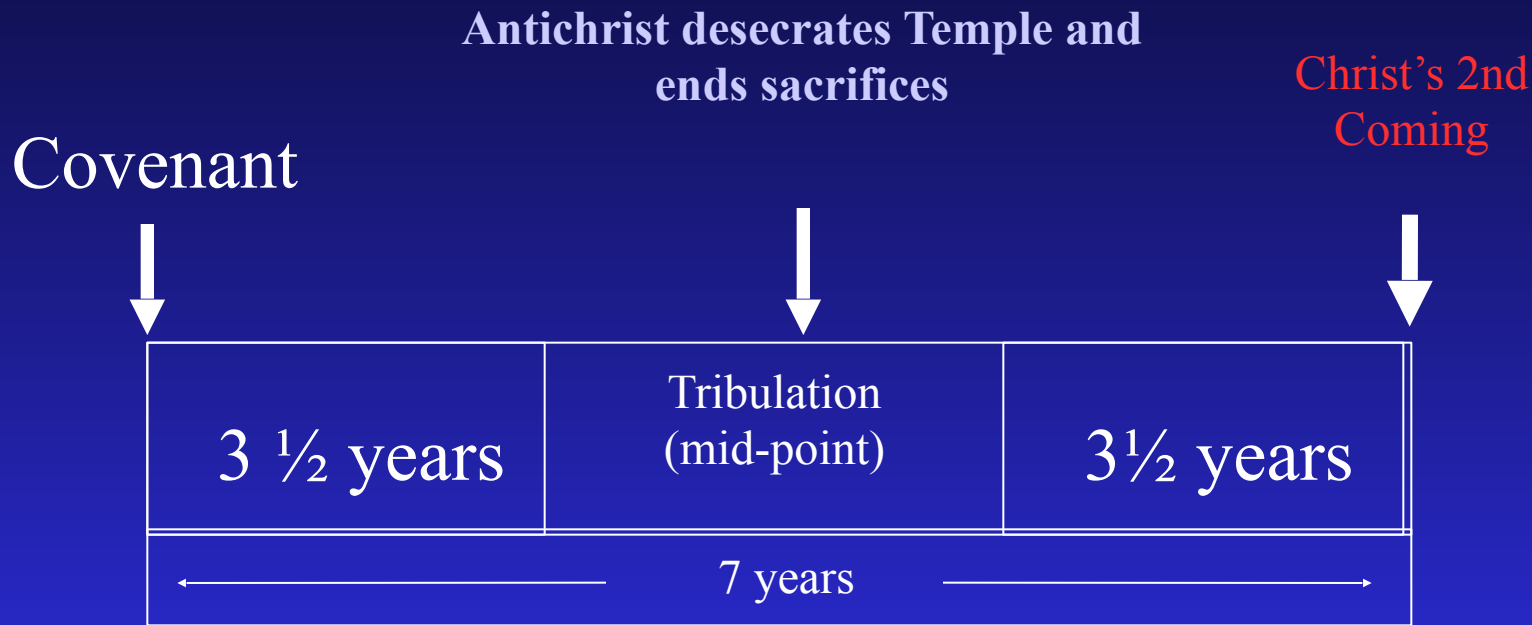 Antichrist desecrates Temple and
ends sacrifices
Christ’s 2nd
Coming
Covenant
3 ½ years
Tribulation
(mid-point)
3½ years
7 years